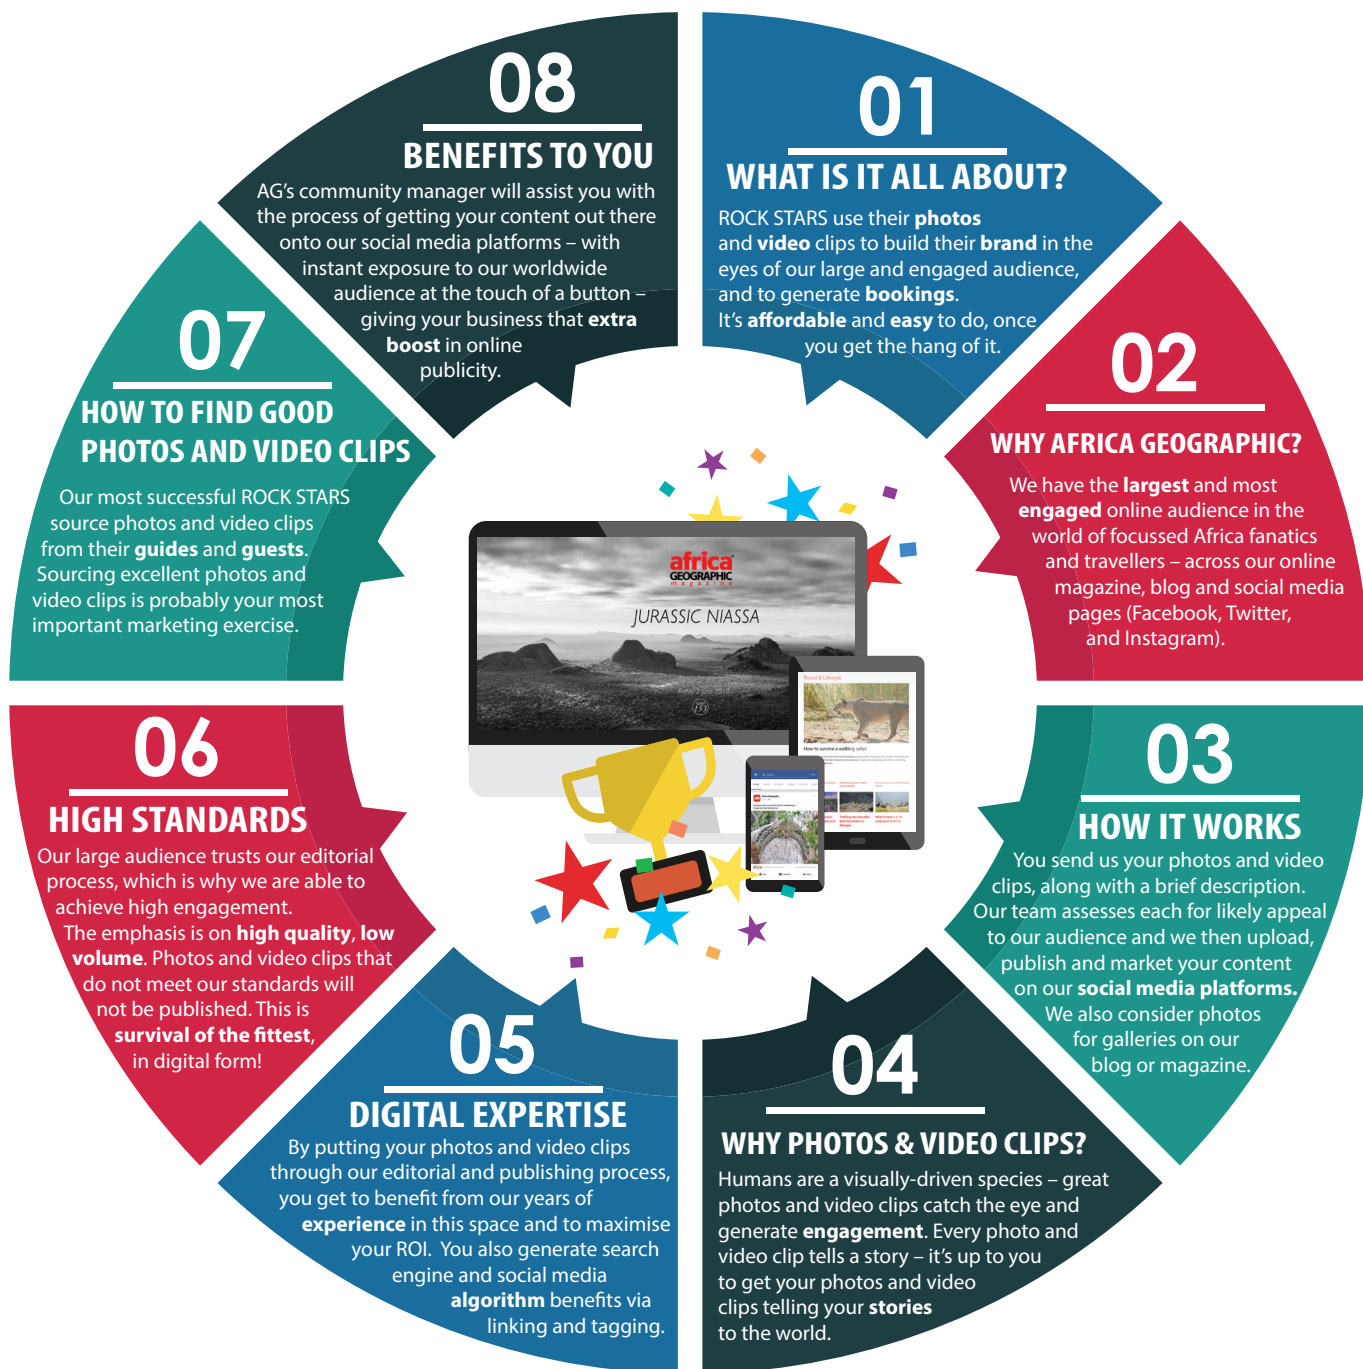 01
WHAT IS IT ALL ABOUT?
ROCK STARS use their photos
and video clips to build their brand in the
eyes of our large and engaged audience,
and to generate bookings.
It's affordable and easy to do, once
you get the hang of it.
02
WHY AFRICA GEOGRAPHIC?
We have the largest and most
engaged online audience in the
world of focussed Africa fanatics
and travellers – across our online
magazine, blog and social media
pages (Facebook, Twitter,
and Instagram).
03
HOW IT WORKS
You send us your photos and video
clips, along with a brief description.
Our team assesses each for likely appeal
to our audience and we then upload,
publish and market your content
on our social media platforms.
We also consider photos
for galleries on our
blog or magazine.
04
WHY PHOTOS & VIDEO CLIPS?
Humans are a visually-driven species – great
photos and video clips catch the eye and
generate engagement. Every photo and
video clip tells a story – it's up to you
to get your photos and video
clips telling your stories
to the world.
05
DIGITAL EXPERTISE
By putting your photos and video clips
through our editorial and publishing process,
you get to benefit from our years of
experience in this space and to maximise
your ROI. You also generate search
engine and social media
algorithm benefits via
linking and tagging.
06
HIGH STANDARDS
Our large audience trusts our editorial
process, which is why we are able to
achieve high engagement.
The emphasis is on high quality, low
volume. Photos and video clips that
do not meet our standards will
not be published. This is
survival of the fittest,
in digital form!
07
HOW TO FIND GOOD
PHOTOS AND VIDEO CLIPS
Our most successful ROCK STARS
source photos and video clips
from their guides and guests.
Sourcing excellent photos and
video clips is probably your most
important marketing exercise.
08
BENEFITS TO YOU
AG's community manager will assist you with
the process of getting your content out there
onto our social media platforms – with
instant exposure to our worldwide
audience at the touch of a button –
giving your business that extra
boost in online
publicity.
africa
GEOGRAPHIC
magazine
JURASSIC NIASSA
Friday 2 June 2017
Travel & Lifestyle
How to survive a walking safari